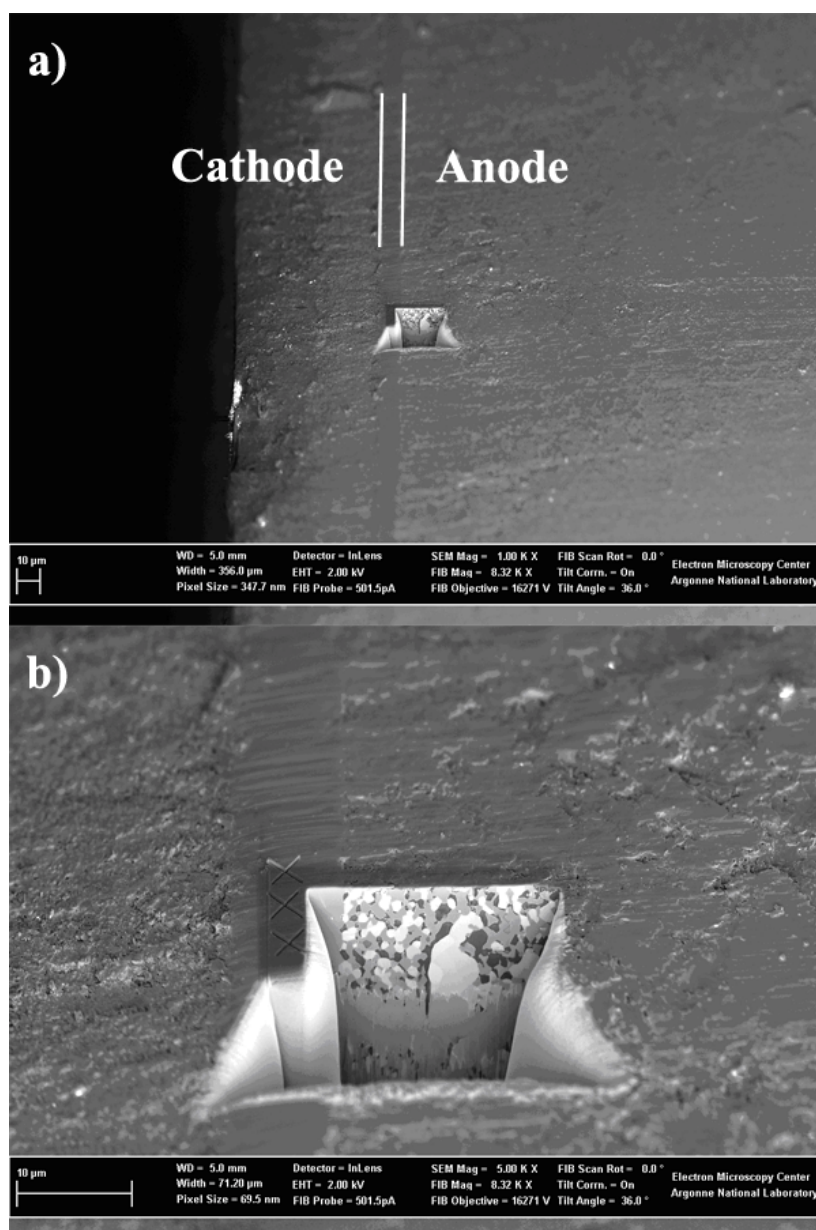 a)
Cathode Anode
10 µm
WD = 5.0 mm Detector = InLens SEM Mag = 1.00 K X FIB Scan Rot = 0.0 °
Width = 356.0 µm EHT = 2.00 kV FIB Mag = 8.32 K X Tilt Corrn. = On
Pixel Size = 347.7 nm FIB Probe = 501.5pA FIB Objective = 16271 V Tilt Angle = 36.0 °
Electron Microscopy Center
Argonne National Laboratory
b)
10 µm
WD = 5.0 mm Detector = InLens SEM Mag = 5.00 K X FIB Scan Rot = 0.0 °
Width = 71.20 µm EHT = 2.00 kV FIB Mag = 8.32 K X Tilt Corrn. = On
Pixel Size = 69.5 nm FIB Probe = 501.5pA FIB Objective = 16271 V Tilt Angle = 36.0 °
Electron Microscopy Center
Argonne National Laboratory